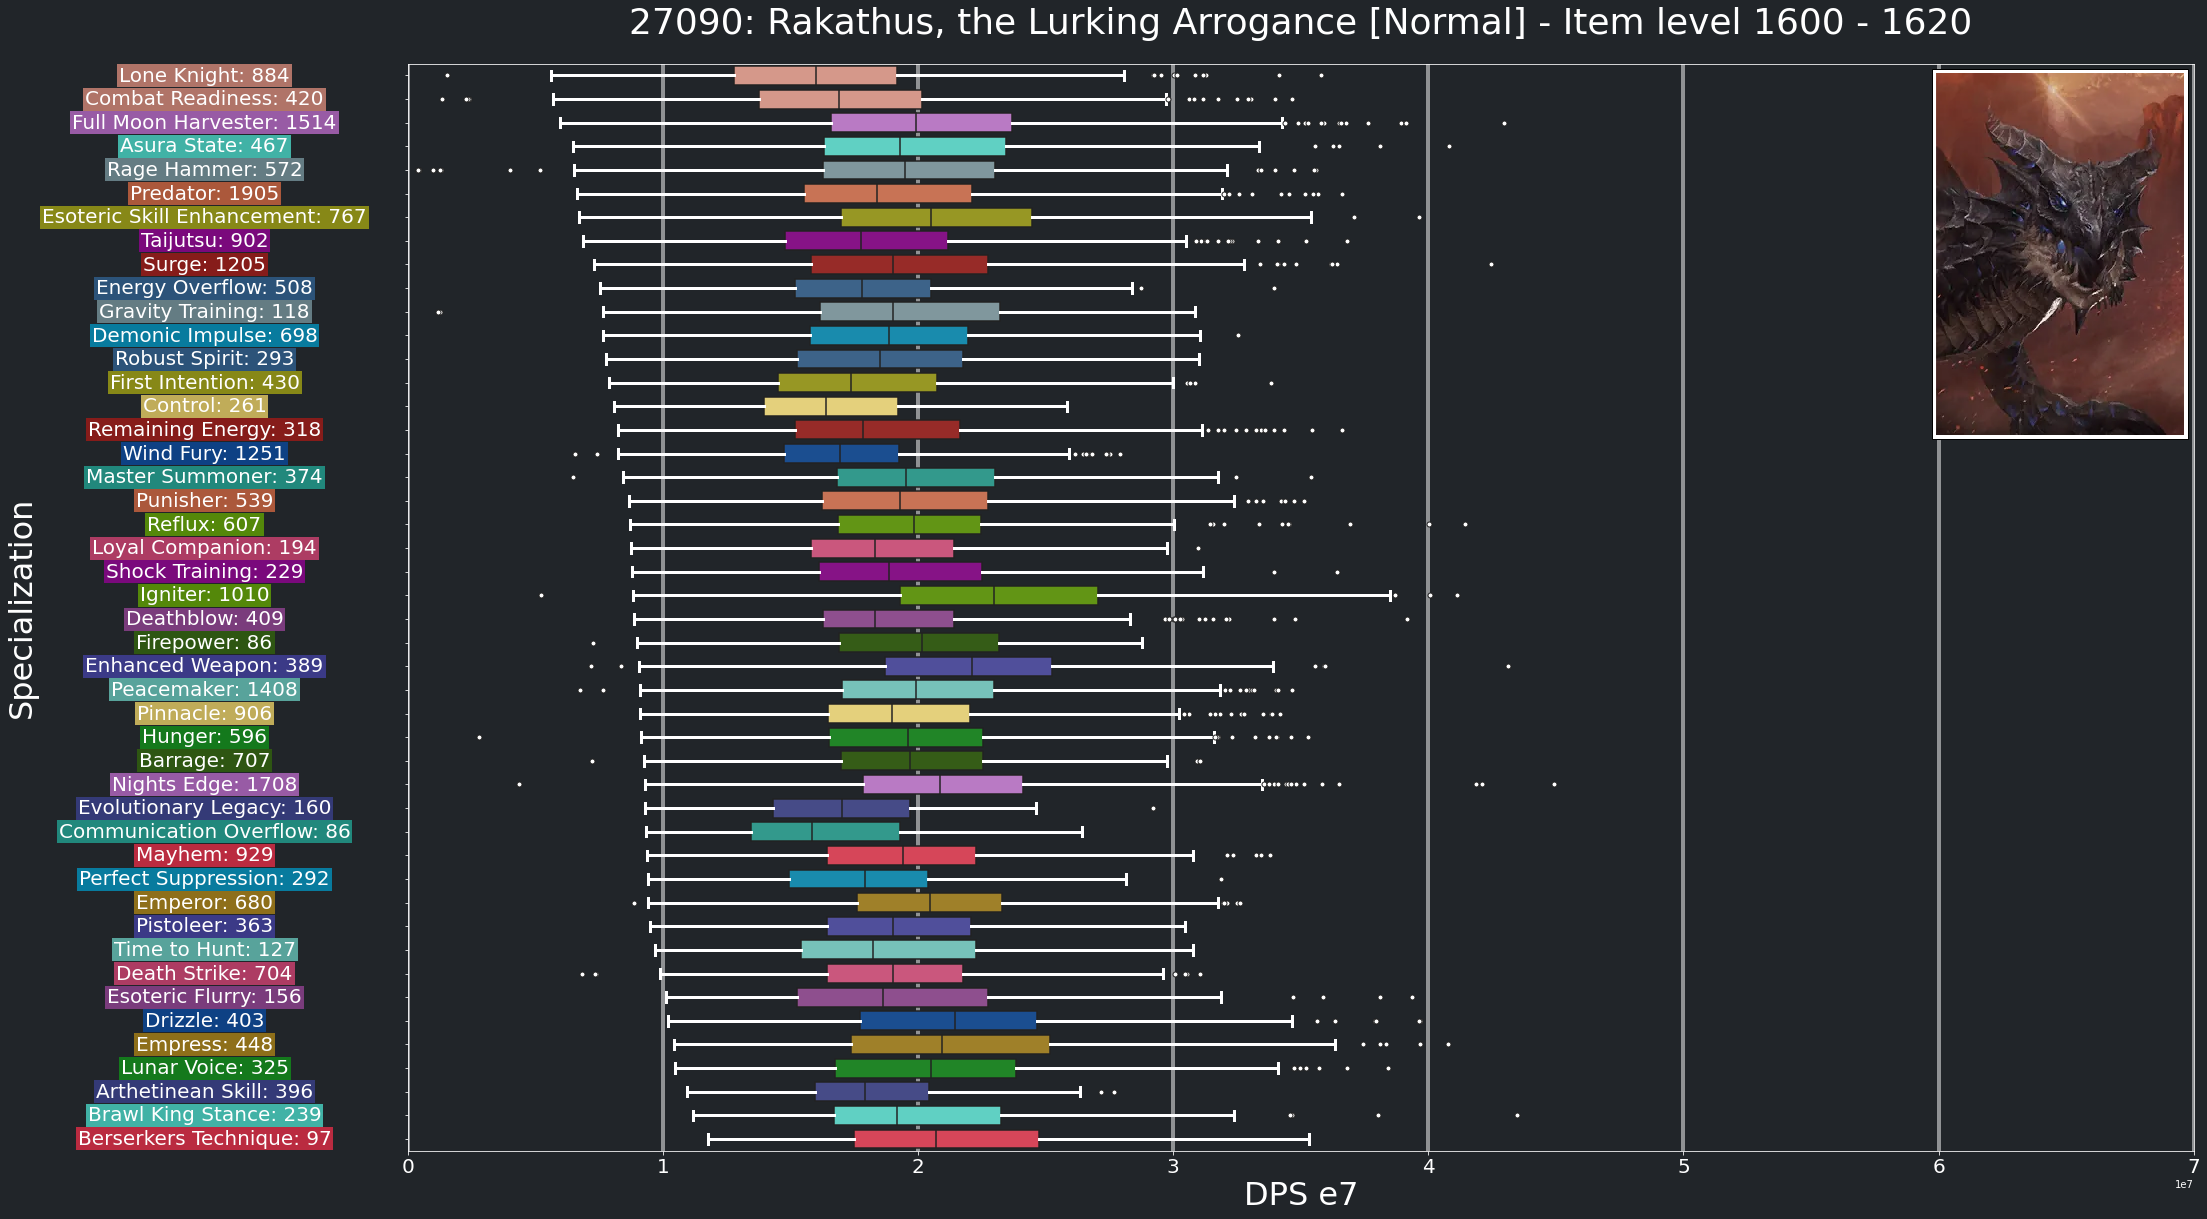 27090: Rakathus, the Lurking Arrogance [Normal] - Item level 1600 - 1620
Specialization
Lone Knight: 884
Combat Readiness: 420
Full Moon Harvester: 1514
Asura State: 467
Rage Hammer: 572
Predator: 1905
Esoteric Skill Enhancement: 767
Taijutsu: 902
Surge: 1205
Energy Overflow: 508
Gravity Training: 118
Demonic Impulse: 698
Robust Spirit: 293
First Intention: 430
Control: 261
Remaining Energy: 318
Wind Fury: 1251
Master Summoner: 374
Punisher: 539
Reflux: 607
Loyal Companion: 194
Shock Training: 229
Igniter: 1010
Deathblow: 409
Firepower: 86
Enhanced Weapon: 389
Peacemaker: 1408
Pinnacle: 906
Hunger: 596
Barrage: 707
Nights Edge: 1708
Evolutionary Legacy: 160
Communication Overflow: 86
Mayhem: 929
Perfect Suppression: 292
Emperor: 680
Pistoleer: 363
Time to Hunt: 127
Death Strike: 704
Esoteric Flurry: 156
Drizzle: 403
Empress: 448
Lunar Voice: 325
Arthetinean Skill: 396
Brawl King Stance: 239
Berserkers Technique: 97
0 1 2 3 4 5 6 7
1e7
DPS e7